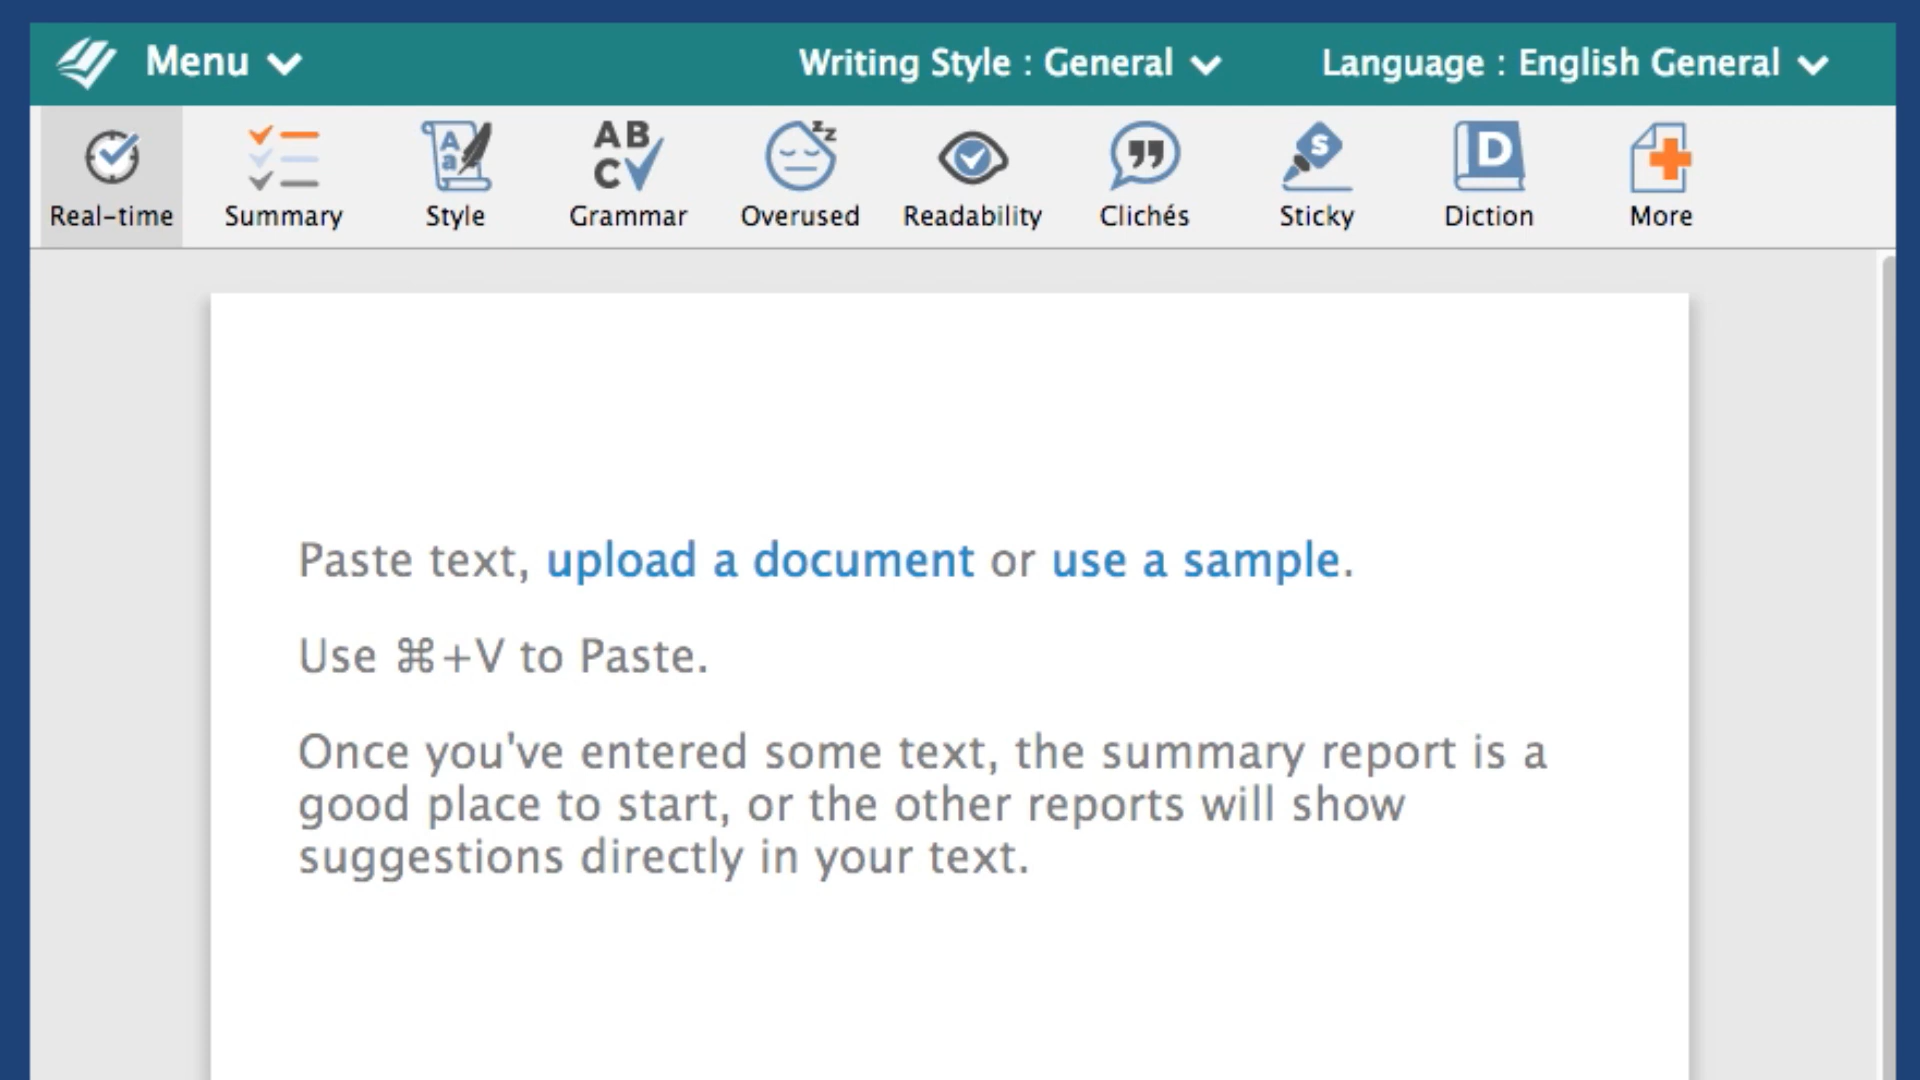 Menu
Writing Style : General
Language : English General
Real-time
Summary
Style
Grammar
Overused
Readability
Clichés
Sticky
Diction
More
Paste text, upload a document or use a sample.
Use ⌘+V to Paste.
Once you've entered some text, the summary report is a
good place to start, or the other reports will show
suggestions directly in your text.